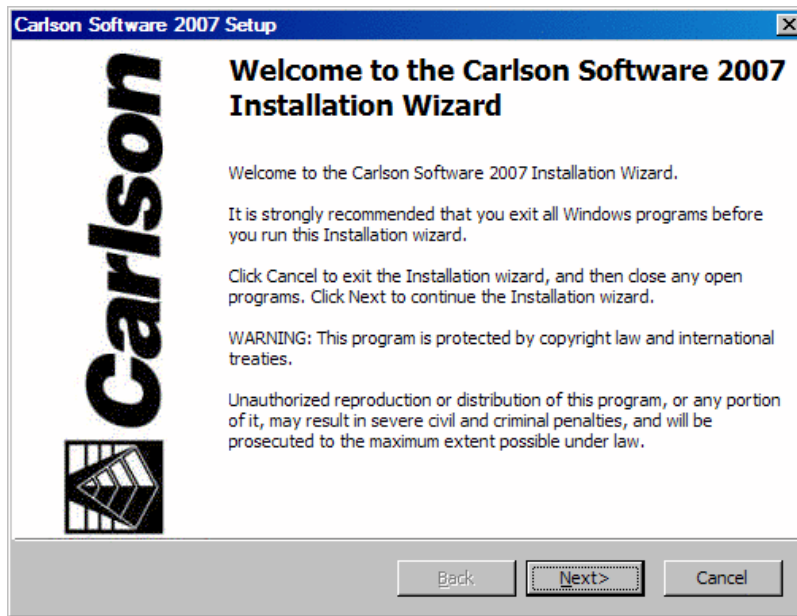 Carlson Software 2007 Setup
Carlson
Welcome to the Carlson Software 2007
Installation Wizard
Welcome to the Carlson Software 2007 Installation Wizard.
It is strongly recommended that you exit all Windows programs before
you run this Installation wizard.
Click Cancel to exit the Installation wizard, and then close any open
programs. Click Next to continue the Installation wizard.
WARNING: This program is protected by copyright law and international
treaties.
Unauthorized reproduction or distribution of this program, or any portion
of it, may result in severe civil and criminal penalties, and will be
prosecuted to the maximum extent possible under law.
Back Next> Cancel